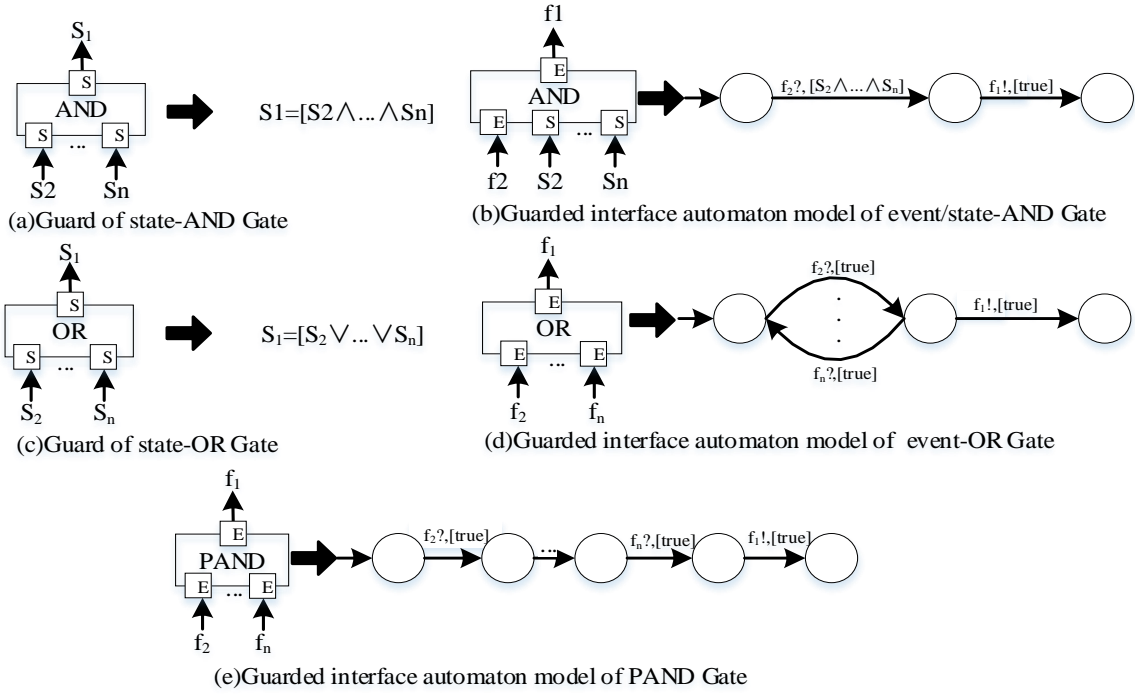 S₁
S
AND
S ... S
S2 Sn
S1=[S2∧...∧Sn]
(a)Guard of state-AND Gate
f1
E
AND
E S ... S
f2 S2 Sn
f₂?, [S₂∧...∧Sₙ]
f₁!,[true]
(b)Guarded interface automaton model of event/state-AND Gate
S₁
S
OR
S ... S
S₂ Sₙ
S₁=[S₂∨...∨Sₙ]
(c)Guard of state-OR Gate
f₁
E
OR
E ... E
f₂ fₙ
f₂?,[true]
fₙ?,[true]
f₁!,[true]
(d)Guarded interface automaton model of event-OR Gate
f₁
E
PAND
E ... E
f₂ fₙ
f₂?,[true] ... fₙ?,[true] f₁!,[true]
(e)Guarded interface automaton model of PAND Gate